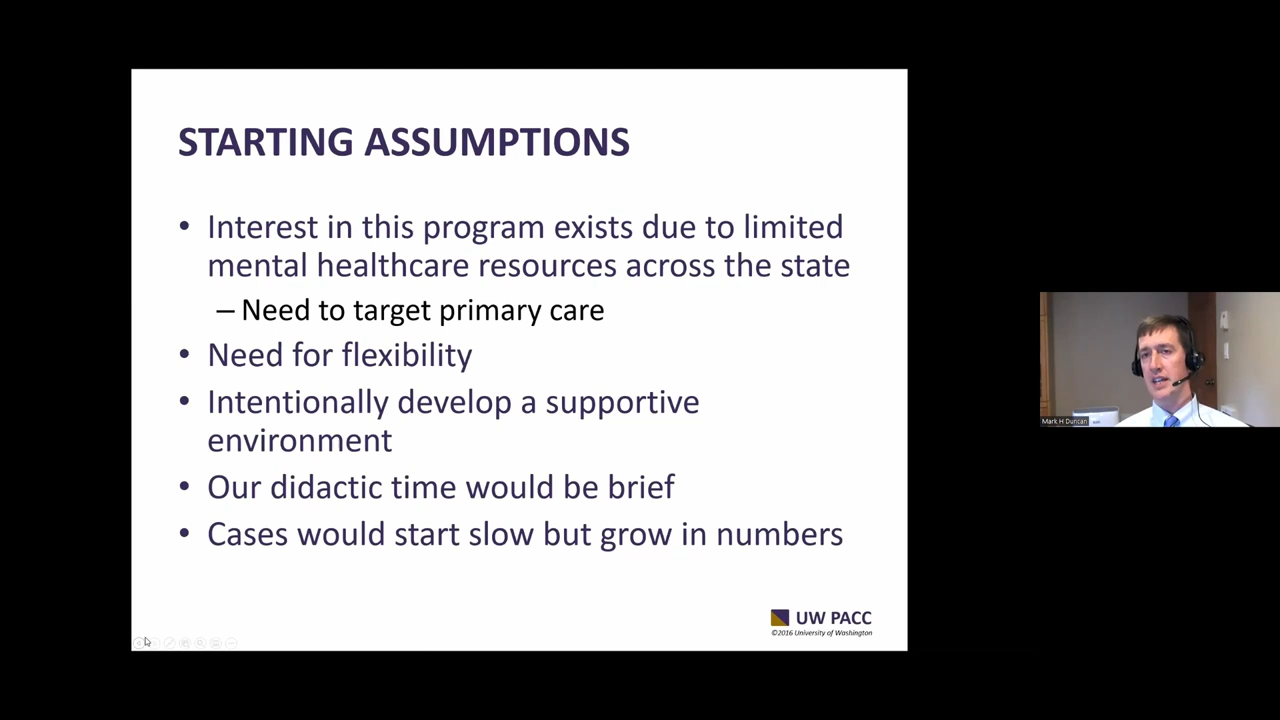 STARTING ASSUMPTIONS
• Interest in this program exists due to limited
mental healthcare resources across the state
– Need to target primary care
• Need for flexibility
• Intentionally develop a supportive
environment
• Our didactic time would be brief
• Cases would start slow but grow in numbers
UW PACC
©2016 University of Washington
Mark H Duncan